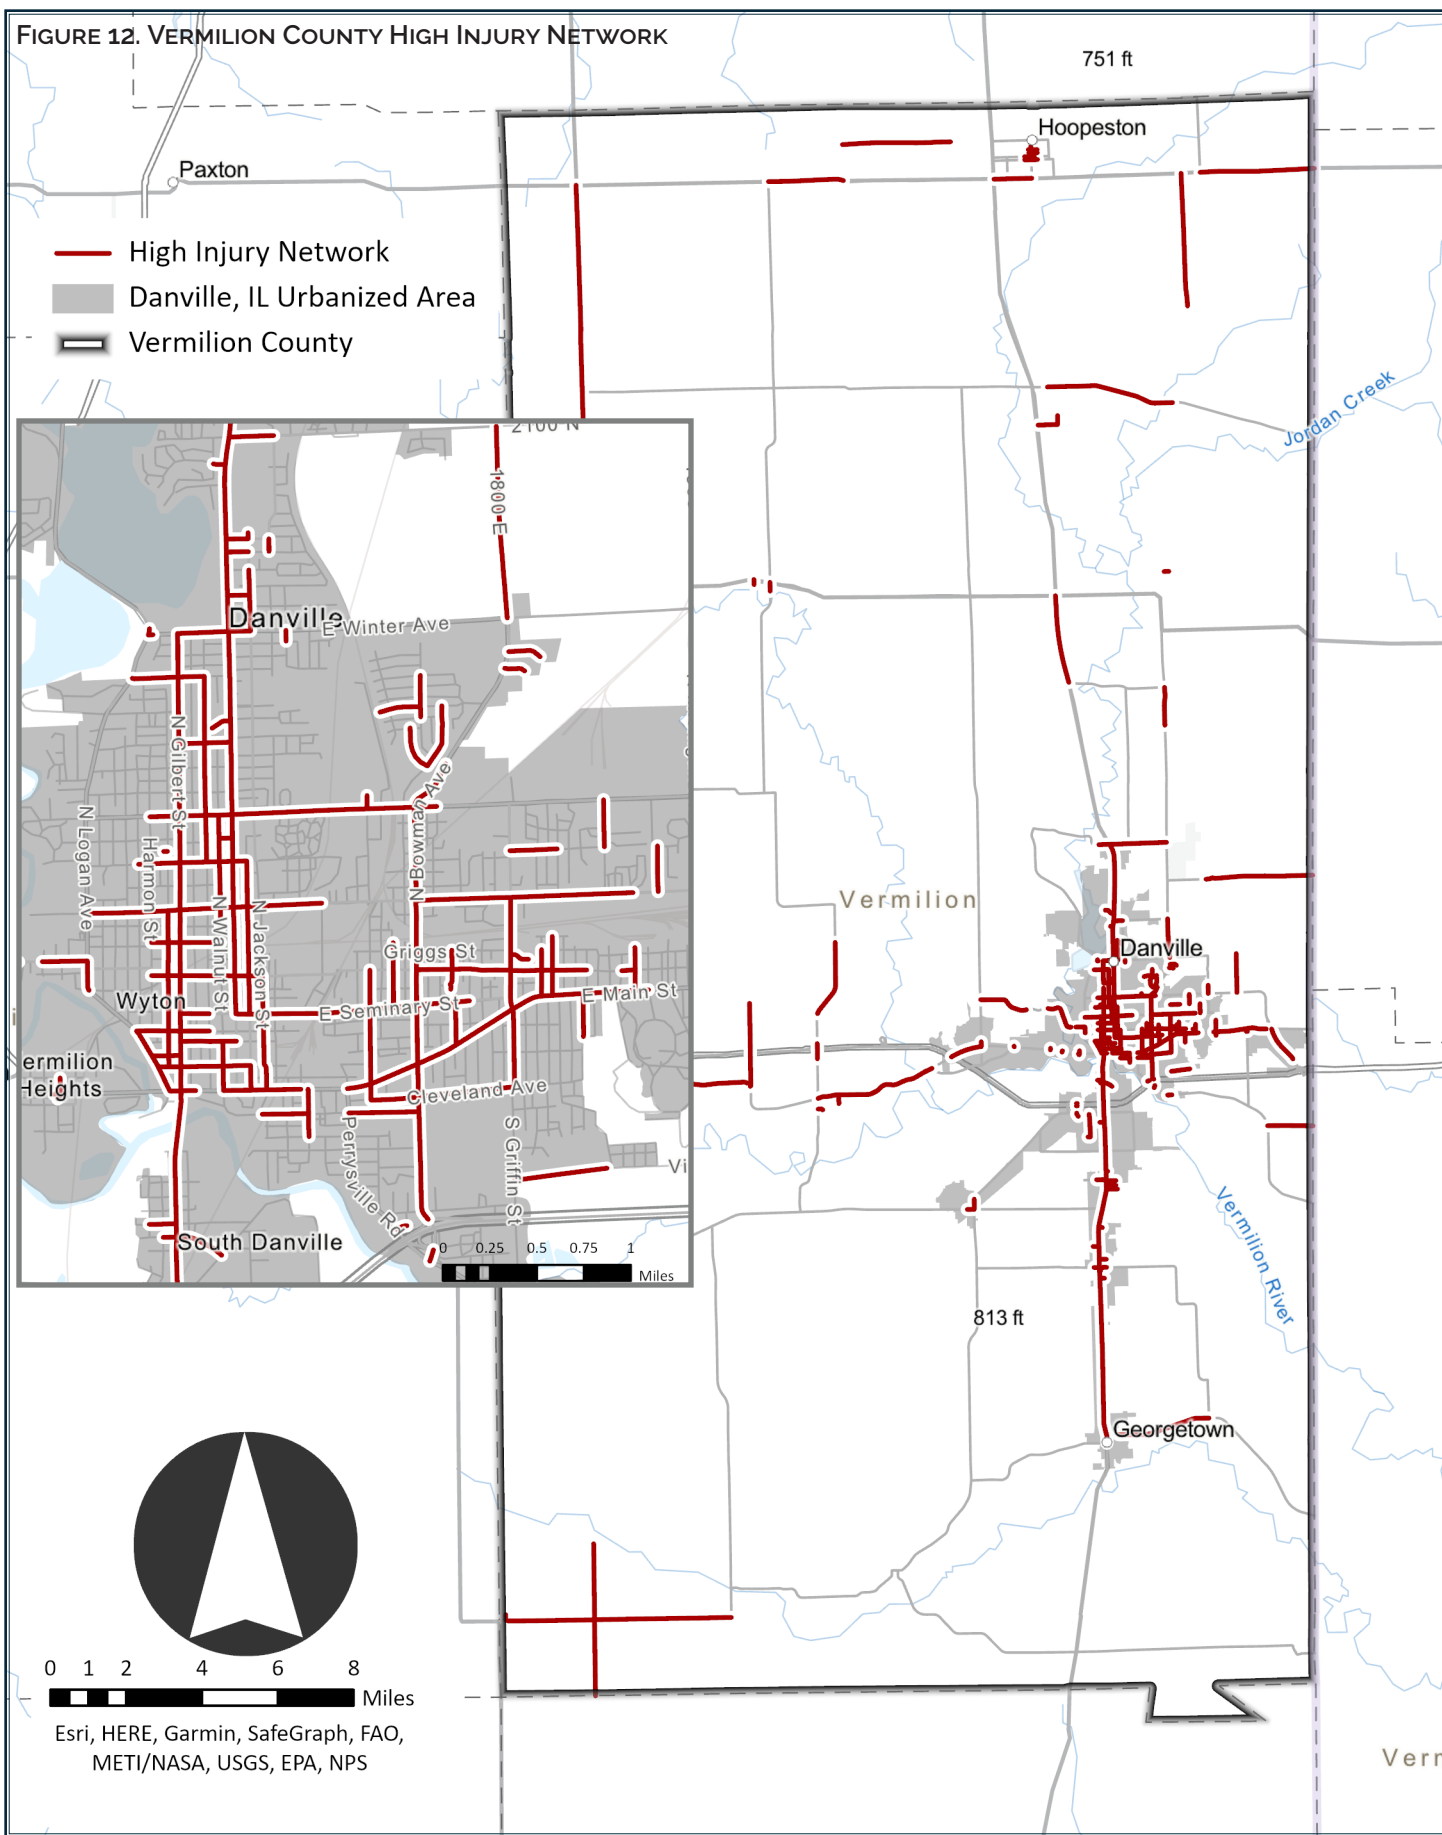 FIGURE 12. VERMILION COUNTY HIGH INJURY NETWORK
751 ft
Hoopeston
Paxton
High Injury Network
Danville, IL Urbanized Area
Vermilion County
Jordan Creek
2100 N
1800 E
Danville
E Winter Ave
N Gilbert St
N Bowman Ave
N Logan Ave
Harmon St
N Walnut St
N Jackson St
Griggs St
Wyton
E Seminary St
E Main St
ermilion
Heights
Cleveland Ave
Perrysville Rd
S Griffin St
Vi
South Danville
0 0.25 0.5 0.75 1
Miles
Vermilion
Danville
Vermilion River
813 ft
Georgetown
0 1 2 4 6 8
Miles
Esri, HERE, Garmin, SafeGraph, FAO,
METI/NASA, USGS, EPA, NPS
Verm